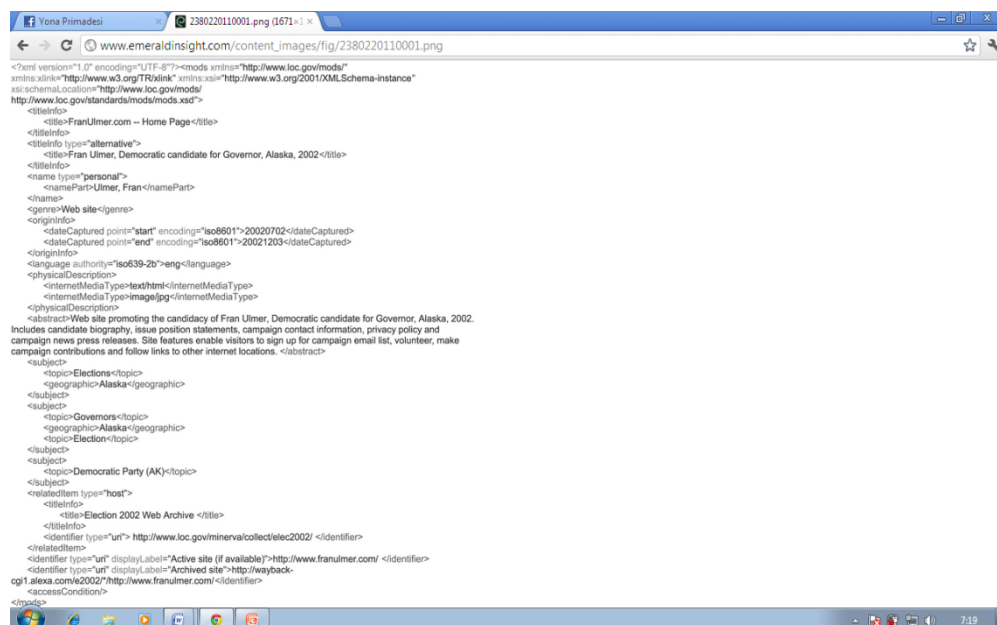 Yona Primadesi
2380220110001.png (1671×1
www.emeraldinsight.com/content_images/fig/2380220110001.png
<?xml version="1.0" encoding="UTF-8"?><mods xmlns="http://www.loc.gov/mods/"
xmlns:xlink="http://www.w3.org/TR/xlink" xmlns:xsi="http://www.w3.org/2001/XMLSchema-instance"
xsi:schemaLocation="http://www.loc.gov/mods/
http://www.loc.gov/standards/mods/mods.xsd">
<titleInfo>
<title>FranUlmer.com -- Home Page</title>
</titleInfo>
<titleInfo type="alternative">
<title>Fran Ulmer, Democratic candidate for Governor, Alaska, 2002</title>
</titleInfo>
<name type="personal">
<namePart>Ulmer, Fran</namePart>
</name>
<genre>Web site</genre>
<originInfo>
<dateCaptured point="start" encoding="iso8601">20020702</dateCaptured>
<dateCaptured point="end" encoding="iso8601">20021203</dateCaptured>
</originInfo>
<language authority="iso639-2b">eng</language>
<physicalDescription>
<internetMediaType>text/html</internetMediaType>
<internetMediaType>image/jpg</internetMediaType>
</physicalDescription>
<abstract>Web site promoting the candidacy of Fran Ulmer, Democratic candidate for Governor, Alaska, 2002.
Includes candidate biography, issue position statements, campaign contact information, privacy policy and
campaign news press releases. Site features enable visitors to sign up for campaign email list, volunteer, make
campaign contributions and follow links to other internet locations. </abstract>
<subject>
<topic>Elections</topic>
<geographic>Alaska</geographic>
</subject>
<subject>
<topic>Governors</topic>
<geographic>Alaska</geographic>
<topic>Election</topic>
</subject>
<subject>
<topic>Democratic Party (AK)</topic>
</subject>
<relatedItem type="host">
<titleInfo>
<title>Election 2002 Web Archive </title>
</titleInfo>
<identifier type="uri"> http://www.loc.gov/minerva/collect/elec2002/ </identifier>
</relatedItem>
<identifier type="uri" displayLabel="Active site (if available)">http://www.franulmer.com/ </identifier>
<identifier type="uri" displayLabel="Archived site">http://wayback-
cgi1.alexa.com/e2002/*/http://www.franulmer.com/</identifier>
<accessCondition/>
</mods>
7:19